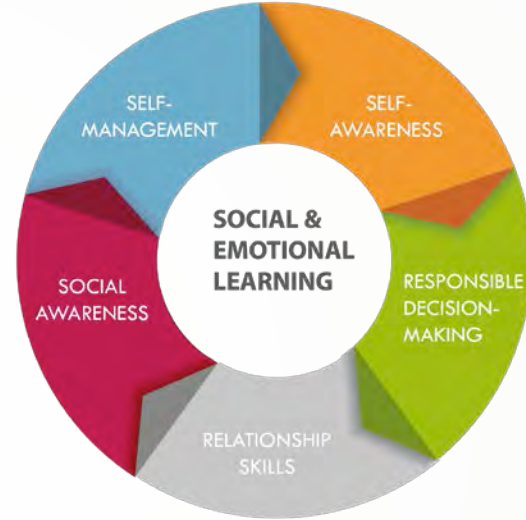 SELF-
MANAGEMENT
SELF-
AWARENESS
SOCIAL &
EMOTIONAL
LEARNING
SOCIAL
AWARENESS
RESPONSIBLE
DECISION-
MAKING
RELATIONSHIP
SKILLS